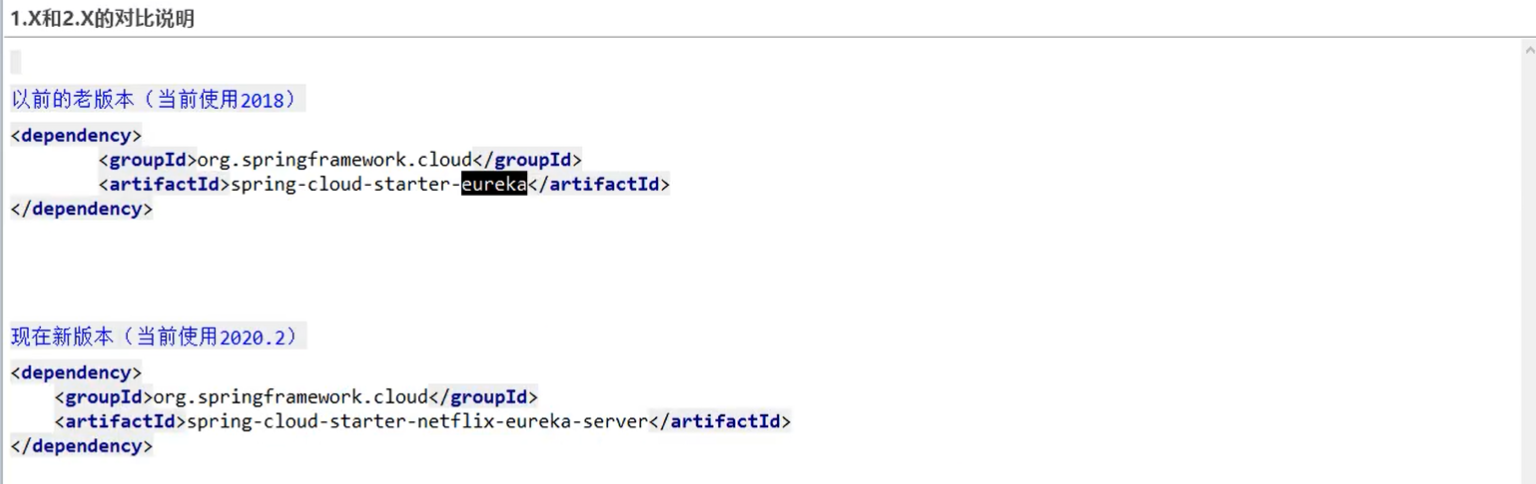 1.X和2.X的对比说明
以前的老版本（当前使用2018）
<dependency>
<groupId>org.springframework.cloud</groupId>
<artifactId>spring-cloud-starter-eureka</artifactId>
</dependency>
现在新版本（当前使用2020.2）
<dependency>
<groupId>org.springframework.cloud</groupId>
<artifactId>spring-cloud-starter-netflix-eureka-server</artifactId>
</dependency>